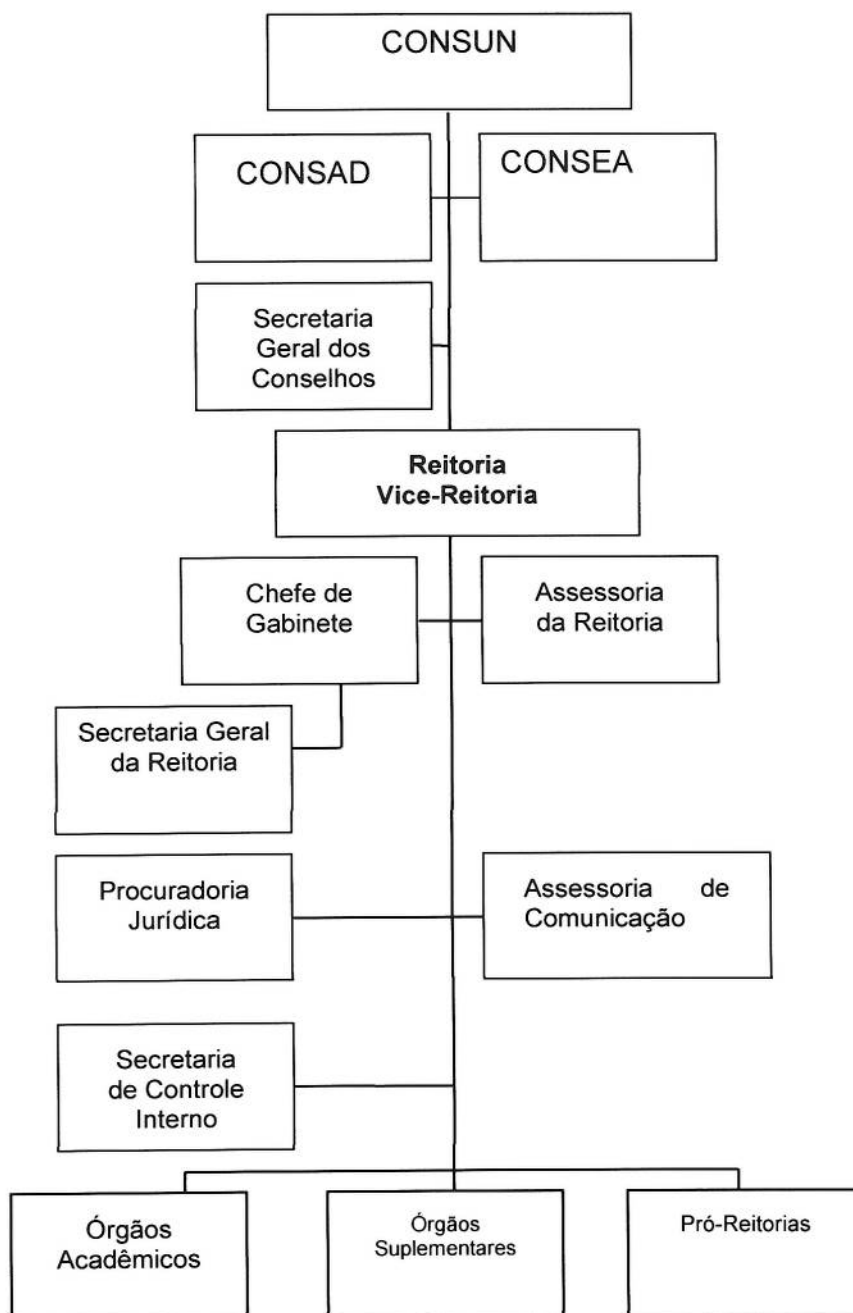 CONSUN
CONSAD
CONSEA
Secretaria
Geral dos
Conselhos
Reitoria
Vice-Reitoria
Chefe de
Gabinete
Assessoria
da Reitoria
Secretaria Geral
da Reitoria
Procuradoria
Jurídica
Assessoria de
Comunicação
Secretaria
de Controle
Interno
Órgãos
Acadêmicos
Órgãos
Suplementares
Pró-Reitorias